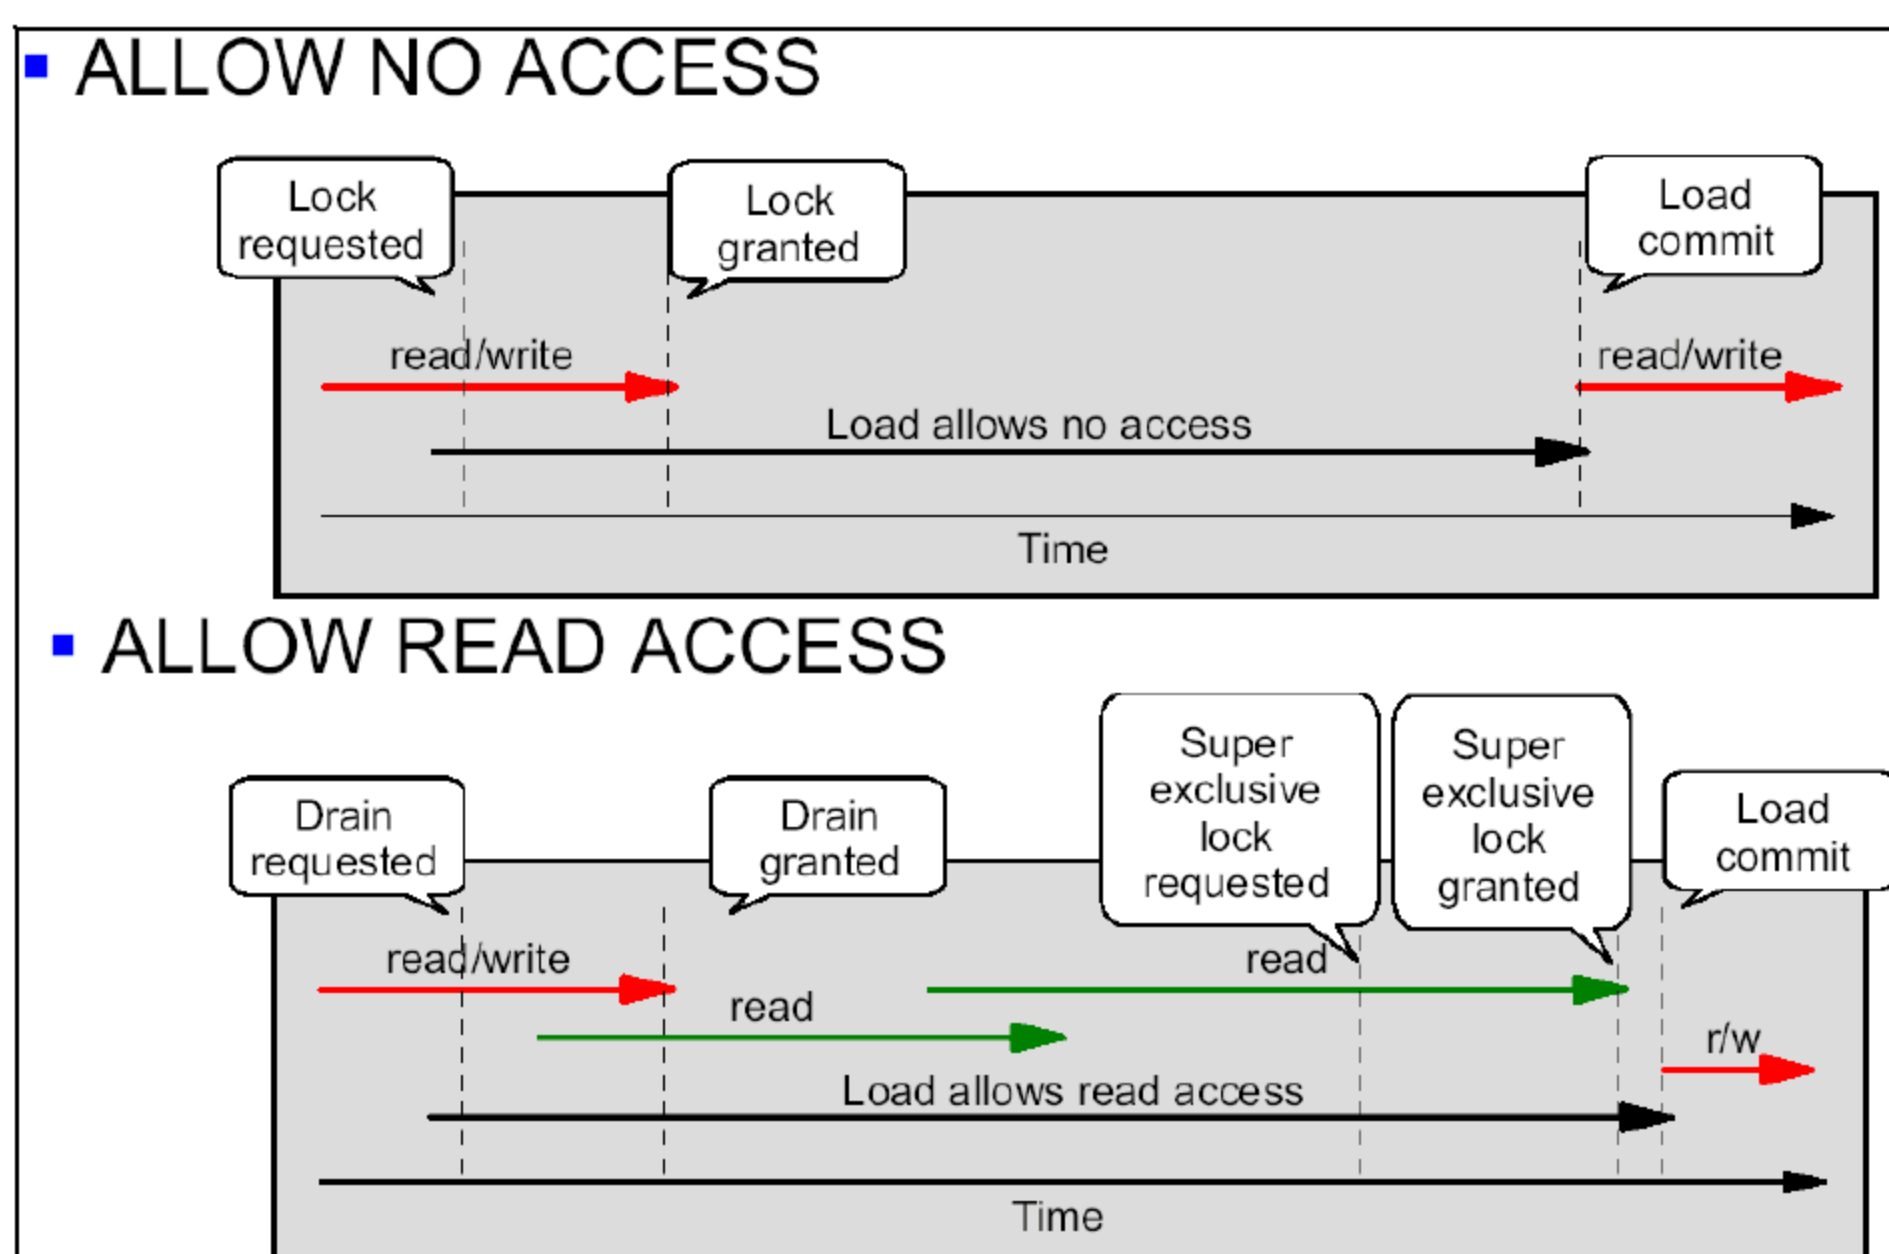 ALLOW NO ACCESS
Lock
requested
Lock
granted
Load
commit
read/write
read/write
Load allows no access
Time
ALLOW READ ACCESS
Drain
requested
Drain
granted
Super
exclusive
lock
requested
Super
exclusive
lock
granted
Load
commit
read/write
read
read
r/w
Load allows read access
Time